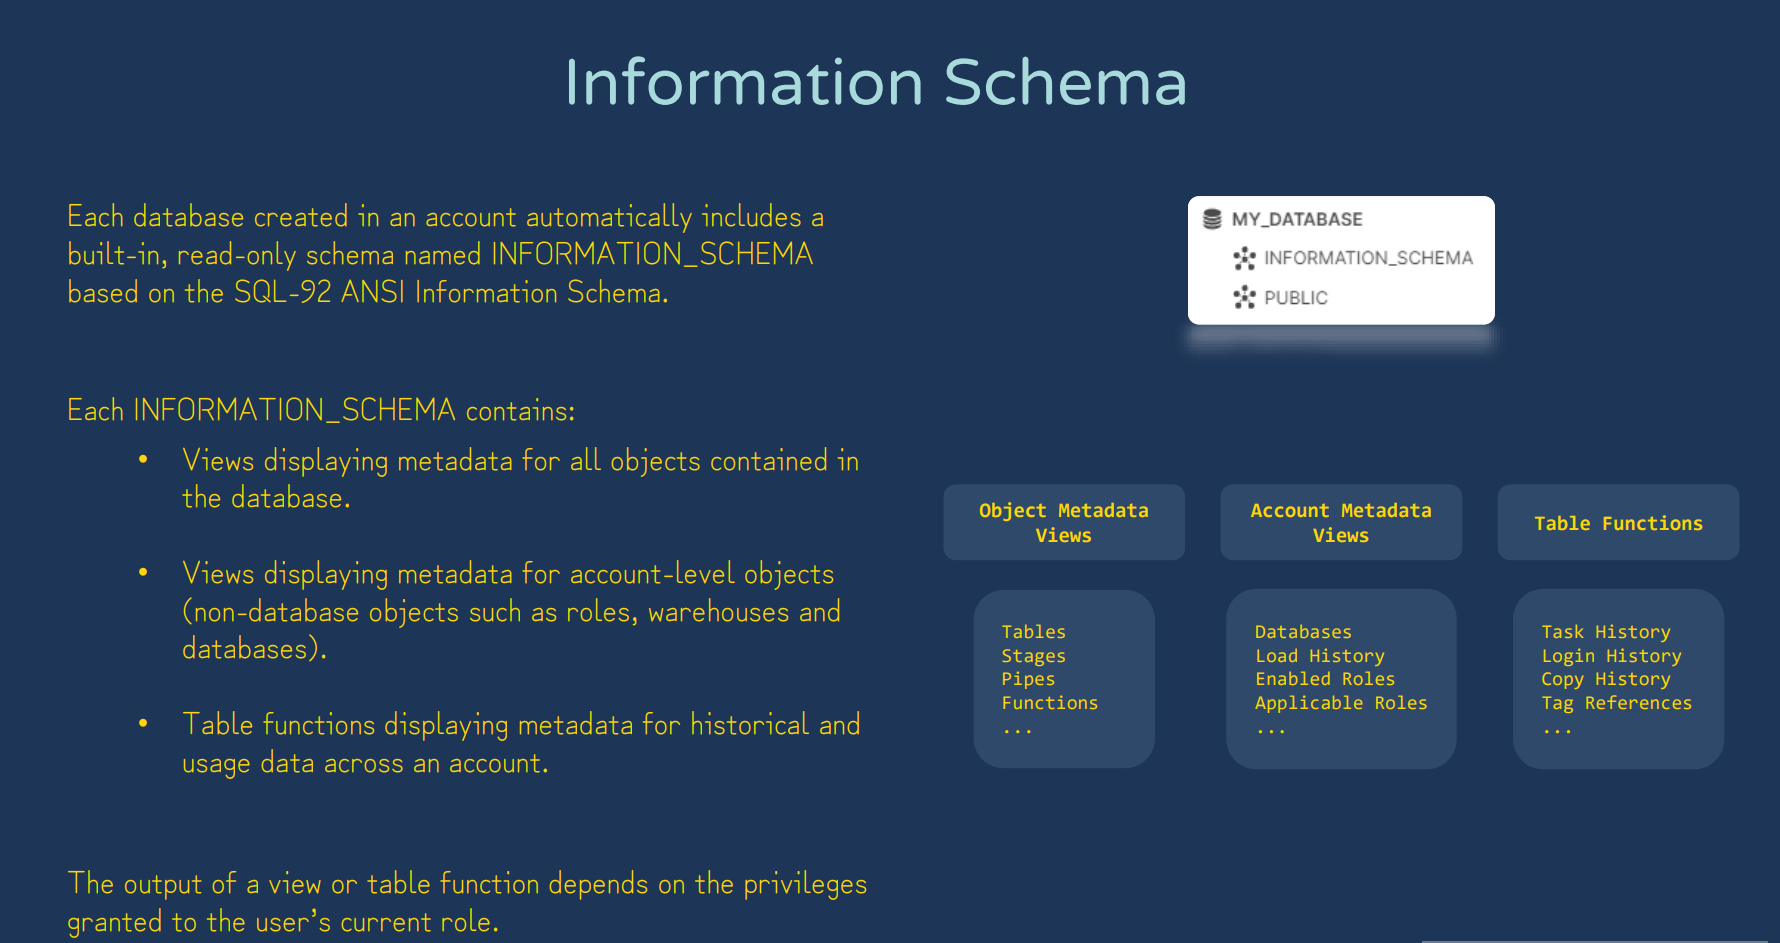 Information Schema
Each database created in an account automatically includes a
built-in, read-only schema named INFORMATION_SCHEMA
based on the SQL-92 ANSI Information Schema.
MY_DATABASE
INFORMATION_SCHEMA
PUBLIC
Each INFORMATION_SCHEMA contains:
• Views displaying metadata for all objects contained in
the database.
• Views displaying metadata for account-level objects
(non-database objects such as roles, warehouses and
databases).
• Table functions displaying metadata for historical and
usage data across an account.
Object Metadata
Views
Tables
Stages
Pipes
Functions
...
Account Metadata
Views
Databases
Load History
Enabled Roles
Applicable Roles
...
Table Functions
Task History
Login History
Copy History
Tag References
...
The output of a view or table function depends on the privileges
granted to the user's current role.